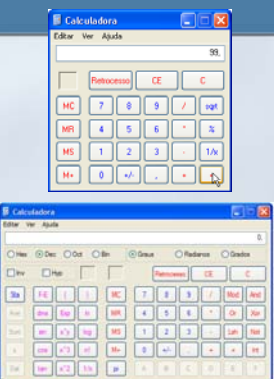 Calculadora
Editar Ver Ajuda
99,
Retrocesso CE C
MC 7 8 9 / sqrt
MR 4 5 6 * %
MS 1 2 3 - 1/x
M+ 0 +/- , +
Calculadora
Editar Ver Ajuda
0,
Hex Dec Oct Bin Graus Radianos Grados
Inv Hyp Retrocesso CE C
Sta F-E ( ) MC 7 8 9 / Mod And
Ave dms Exp ln MR 4 5 6 * Or Xor
Sum sin x^y log MS 1 2 3 - Lsh Not
s cos x^3 n! M+ 0 +/- , + = Int
Dat tan x^2 1/x pi A B C D E F